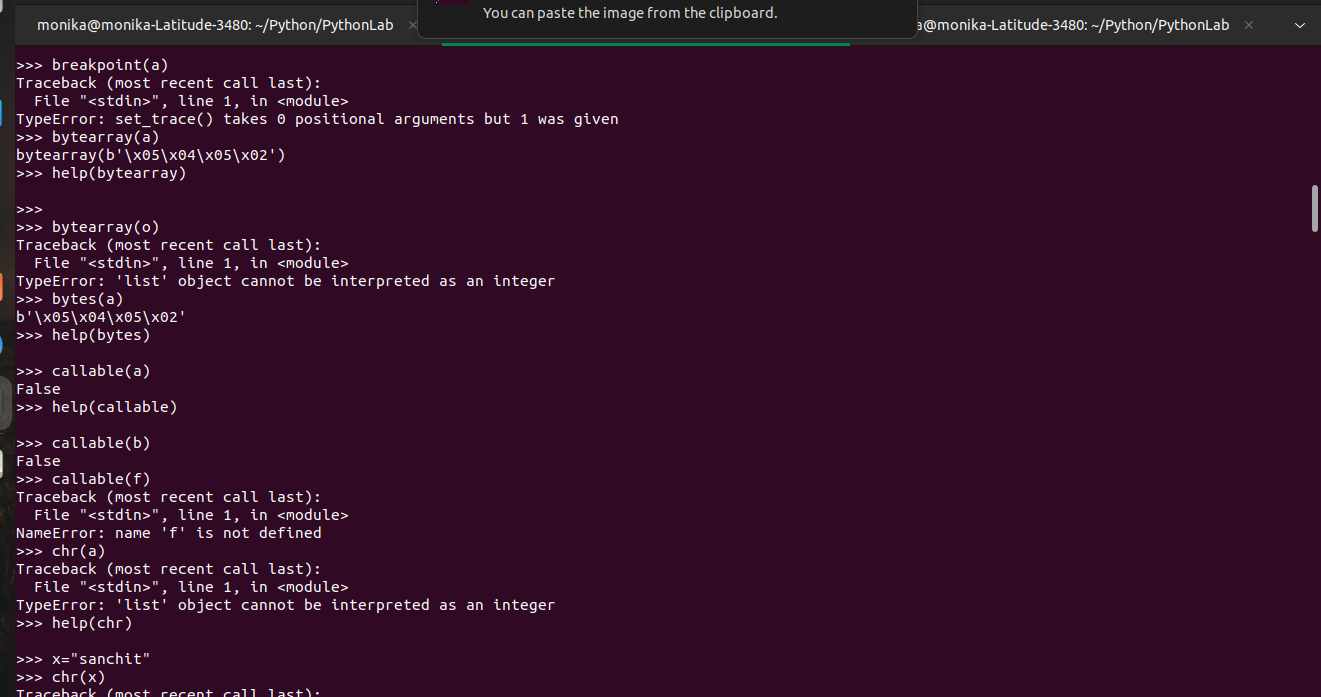 You can paste the image from the clipboard.
monika@monika-Latitude-3480: ~/Python/PythonLab
a@monika-Latitude-3480: ~/Python/PythonLab
>>> breakpoint(a)
Traceback (most recent call last):
  File "<stdin>", line 1, in <module>
TypeError: set_trace() takes 0 positional arguments but 1 was given
>>> bytearray(a)
bytearray(b'\x05\x04\x05\x02')
>>> help(bytearray)
>>>
>>> bytearray(o)
Traceback (most recent call last):
  File "<stdin>", line 1, in <module>
TypeError: 'list' object cannot be interpreted as an integer
>>> bytes(a)
b'\x05\x04\x05\x02'
>>> help(bytes)
>>> callable(a)
False
>>> help(callable)
>>> callable(b)
False
>>> callable(f)
Traceback (most recent call last):
  File "<stdin>", line 1, in <module>
NameError: name 'f' is not defined
>>> chr(a)
Traceback (most recent call last):
  File "<stdin>", line 1, in <module>
TypeError: 'list' object cannot be interpreted as an integer
>>> help(chr)
>>> x="sanchit"
>>> chr(x)
Traceback (most recent call last):